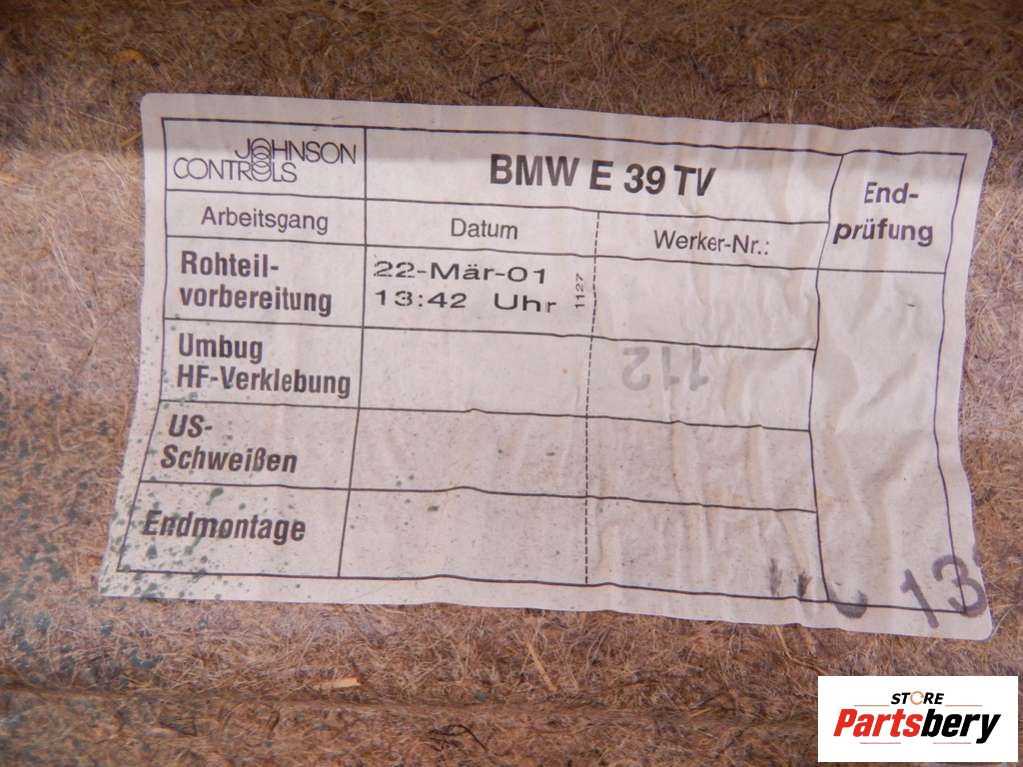 JOHNSON
CONTROLS
BMW E 39 TV
End-
prüfung
Arbeitsgang
Datum
Werker-Nr.:
Rohteil-
vorbereitung
22-Mär-01
13:42 Uhr
1127
Umbug
HF-Verklebung
112
US-
Schweißen
Endmontage
13
STORE
Partsbery